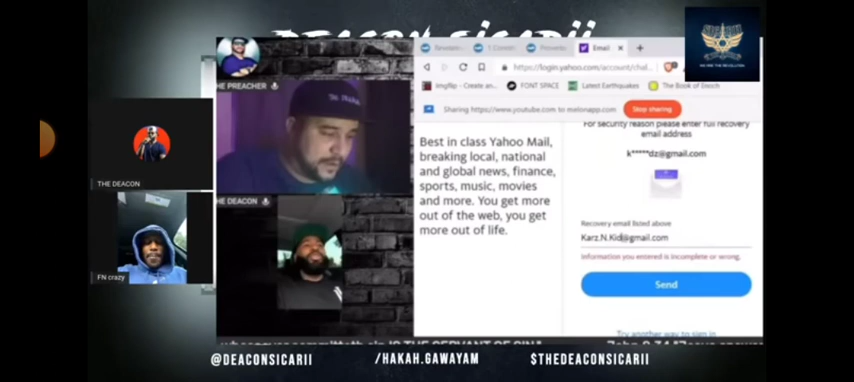 DEACON SICARII
Email
https://login.yahoo.com/account/chal...
Imgflip - Create an...
FONT SPACE
Latest Earthquakes
The Book of Enoch
Sharing https://www.youtube.com to melonapp.com
Stop sharing
THE DEACON
FN crazy
HE PREACHER
HE DEACON
Best in class Yahoo Mail,
breaking local, national
and global news, finance,
sports, music, movies
and more. You get more
out of the web, you get
more out of life.
For security reason please enter full recovery
email address
k*****dz@gmail.com
Recovery email listed above
Karz.N.Kid@gmail.com
Information you entered is incomplete or wrong.
Send
Try another way to sign in
@DEACONSICARII
/HAKAH.GAWAYAM
$THEDEACONSICARII